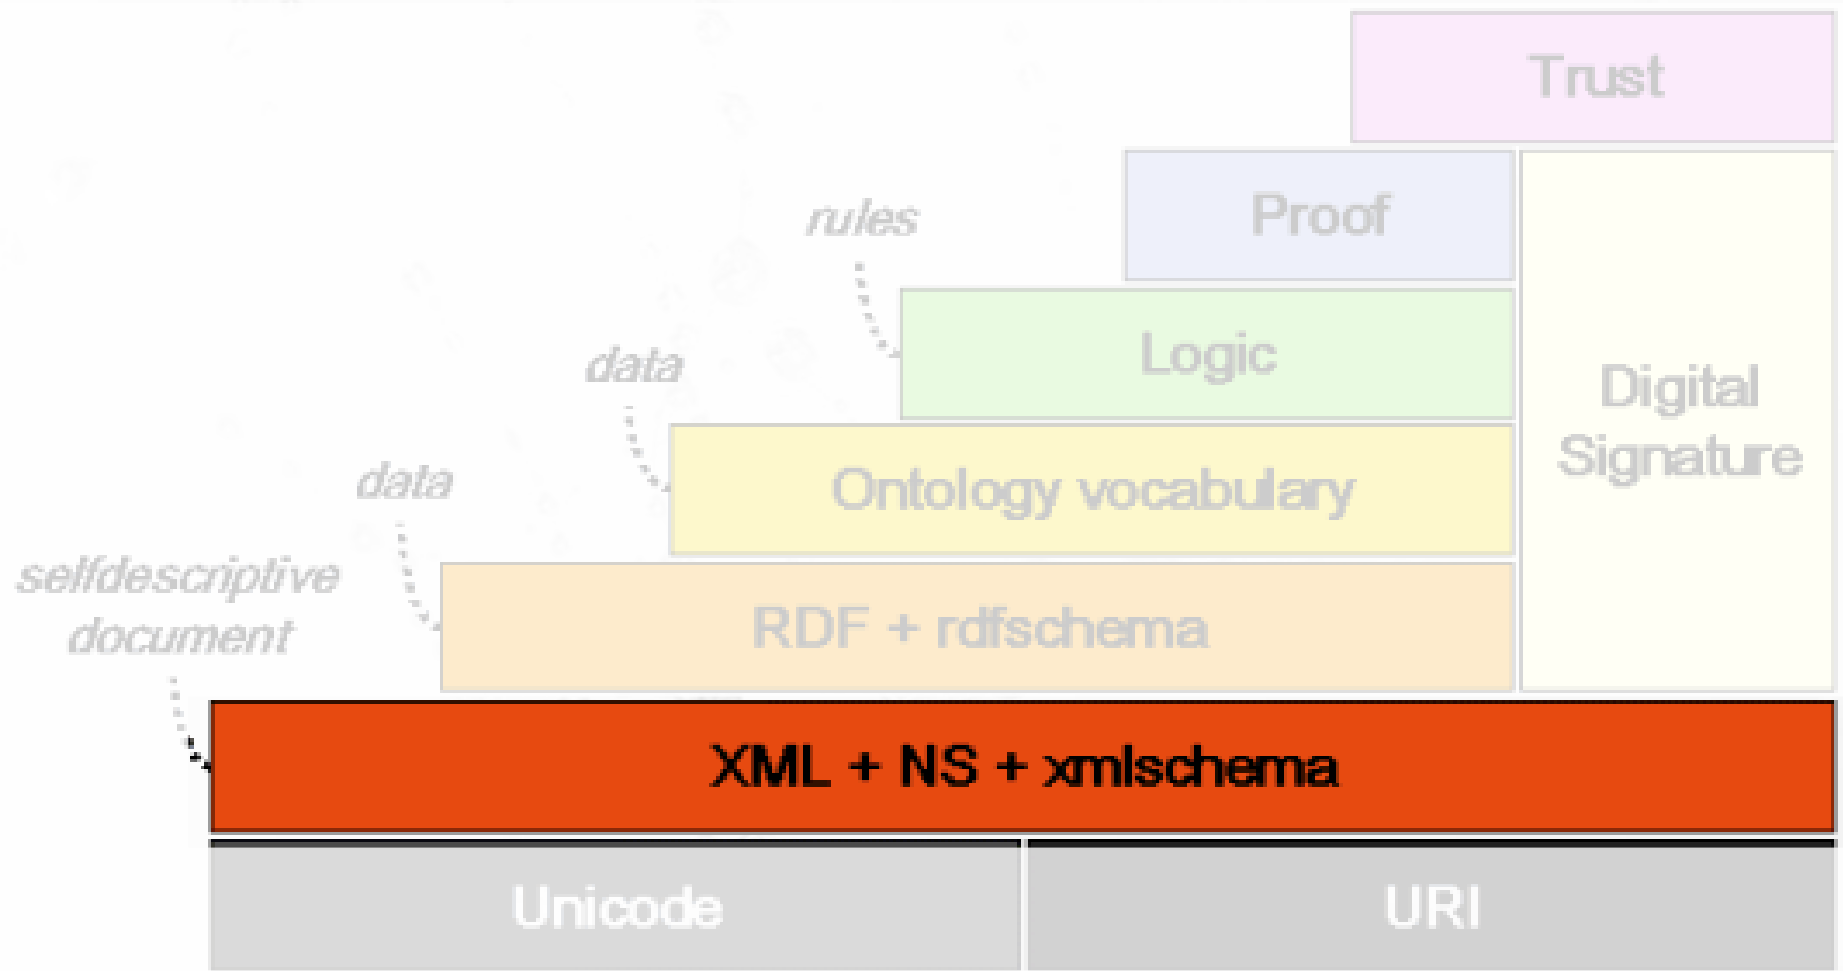 Trust
Proof
rules
Logic
data
Digital
Signature
Ontology vocabulary
data
selfdescriptive
document
RDF + rdfschema
XML + NS + xmlschema
Unicode
URI